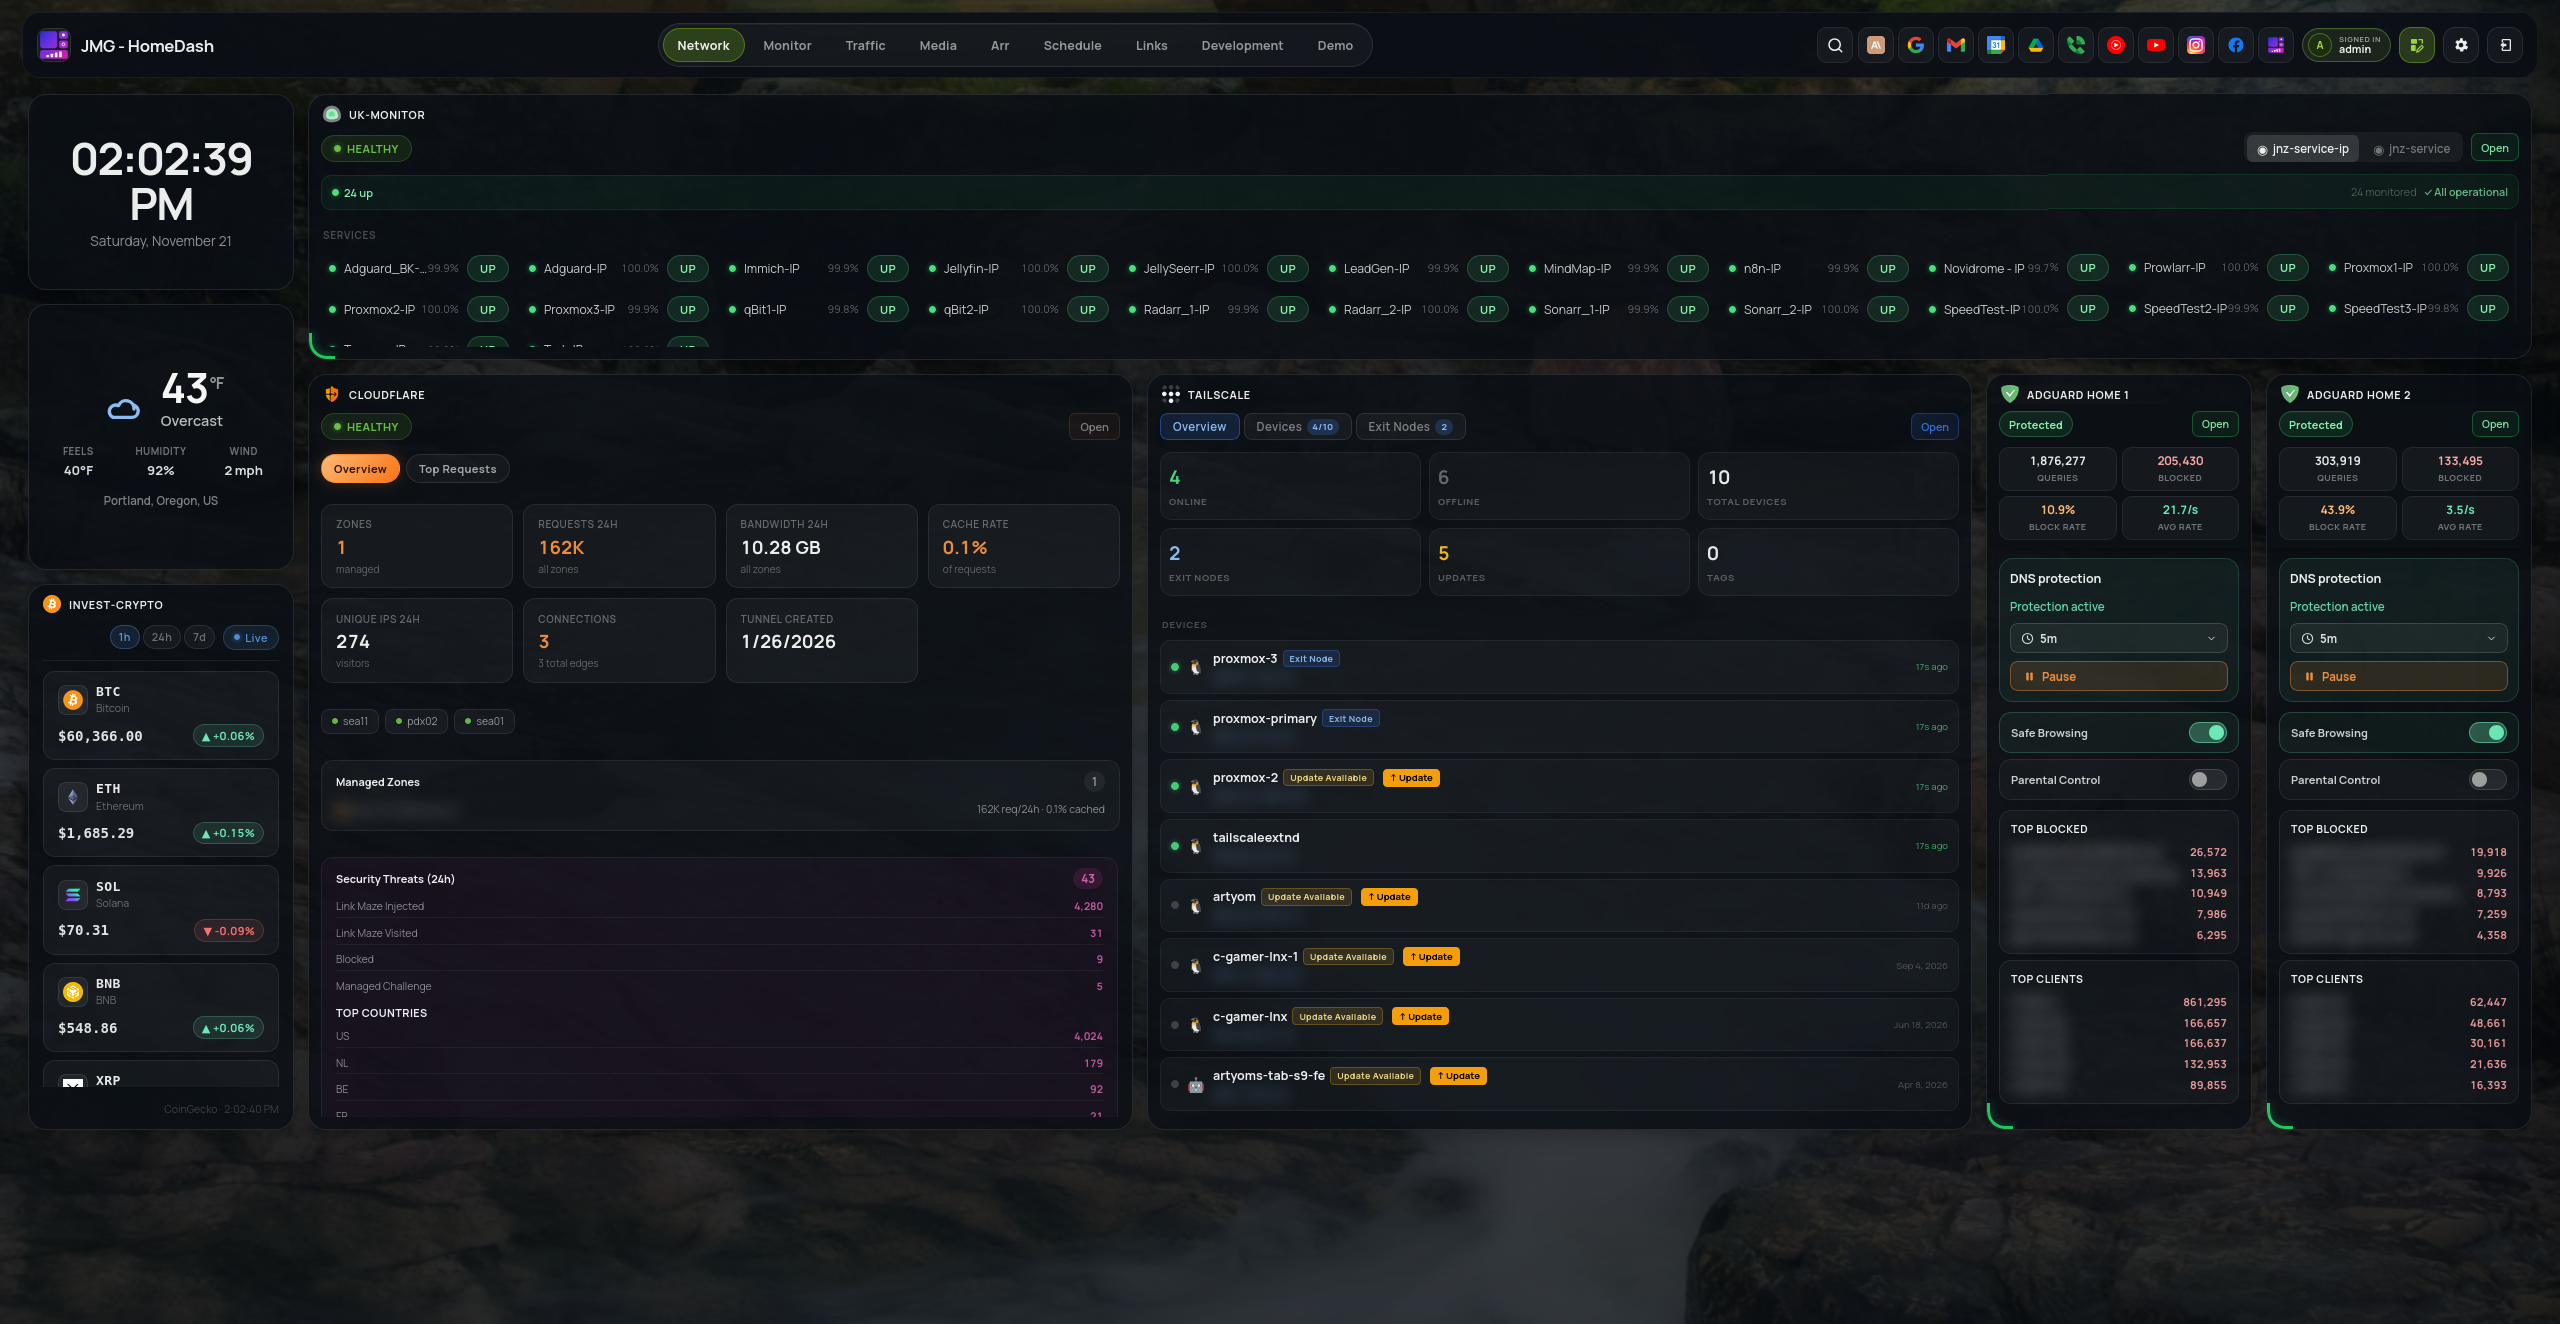 JMG - HomeDash
Network Monitor Traffic Media Arr Schedule Links Development Demo
31
A SIGNED IN admin
02:02:39
PM
Saturday, November 21
43°F
Overcast
FEELS HUMIDITY WIND
40°F 92% 2 mph
Portland, Oregon, US
INVEST-CRYPTO
1h 24h 7d Live
BTC
Bitcoin
$60,366.00 ▲ +0.06%
ETH
Ethereum
$1,685.29 ▲ +0.15%
SOL
Solana
$70.31 ▼ -0.09%
BNB
BNB
$548.86 ▲ +0.06%
XRP
CoinGecko · 2:02:40 PM
UK-MONITOR
HEALTHY
jnz-service-ip jnz-service Open
24 up
24 monitored ✓ All operational
SERVICES
Adguard_BK-... 99.9% UP Adguard-IP 100.0% UP Immich-IP 99.9% UP Jellyfin-IP 100.0% UP JellySeerr-IP 100.0% UP LeadGen-IP 99.9% UP MindMap-IP 99.9% UP n8n-IP 99.9% UP Novidrome - IP 99.7% UP Prowlarr-IP 100.0% UP Proxmox1-IP 100.0% UP
Proxmox2-IP 100.0% UP Proxmox3-IP 99.9% UP qBit1-IP 99.8% UP qBit2-IP 100.0% UP Radarr_1-IP 99.9% UP Radarr_2-IP 100.0% UP Sonarr_1-IP 99.9% UP Sonarr_2-IP 100.0% UP SpeedTest-IP 100.0% UP SpeedTest2-IP 99.9% UP SpeedTest3-IP 99.8% UP
CLOUDFLARE
HEALTHY
Open
Overview Top Requests
ZONES
1
managed
REQUESTS 24H
162K
all zones
BANDWIDTH 24H
10.28 GB
all zones
CACHE RATE
0.1%
of requests
UNIQUE IPS 24H
274
visitors
CONNECTIONS
3
3 total edges
TUNNEL CREATED
1/26/2026
sea11 pdx02 sea01
Managed Zones 1
162K req/24h · 0.1% cached
Security Threats (24h) 43
Link Maze Injected 4,280
Link Maze Visited 31
Blocked 9
Managed Challenge 5
TOP COUNTRIES
US 4,024
NL 179
BE 92
FR 21
TAILSCALE
Overview Devices 4/10 Exit Nodes 2 Open
4
ONLINE
6
OFFLINE
10
TOTAL DEVICES
2
EXIT NODES
5
UPDATES
0
TAGS
DEVICES
proxmox-3 Exit Node
17s ago
proxmox-primary Exit Node
17s ago
proxmox-2 Update Available ↑ Update
17s ago
tailscaleextnd
17s ago
artyom Update Available ↑ Update
11d ago
c-gamer-lnx-1 Update Available ↑ Update
Sep 4, 2026
c-gamer-lnx Update Available ↑ Update
Jun 18, 2026
artyoms-tab-s9-fe Update Available ↑ Update
Apr 8, 2026
ADGUARD HOME 1
Protected Open
1,876,277
QUERIES
205,430
BLOCKED
10.9%
BLOCK RATE
21.7/s
AVG RATE
DNS protection
Protection active
5m
Pause
Safe Browsing
Parental Control
TOP BLOCKED
26,572
13,963
10,949
7,986
6,295
TOP CLIENTS
861,295
166,657
166,637
132,953
89,855
ADGUARD HOME 2
Protected Open
303,919
QUERIES
133,495
BLOCKED
43.9%
BLOCK RATE
3.5/s
AVG RATE
DNS protection
Protection active
5m
Pause
Safe Browsing
Parental Control
TOP BLOCKED
19,918
9,926
8,793
7,259
4,358
TOP CLIENTS
62,447
48,661
30,161
21,636
16,393